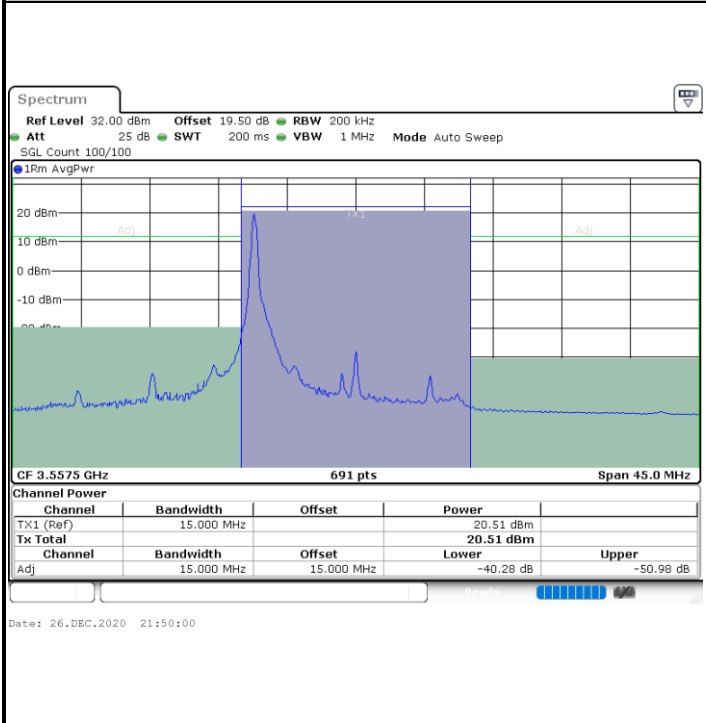 Spectrum
Ref Level 32.00 dBm Offset 19.50 dB RBW 200 kHz
Att 25 dB SWT 200 ms VBW 1 MHz Mode Auto Sweep
SGL Count 100/100
1Rm AvgPwr
TX1
20 dBm
Adj Adj
10 dBm
0 dBm
-10 dBm
-20 dBm
CF 3.5575 GHz 691 pts Span 45.0 MHz
Channel Power
Channel Bandwidth Offset Power
TX1 (Ref) 15.000 MHz 20.51 dBm
Tx Total 20.51 dBm
Channel Bandwidth Offset Lower Upper
Adj 15.000 MHz 15.000 MHz -40.28 dB -50.98 dB
Ready
Date: 26.DEC.2020 21:50:00